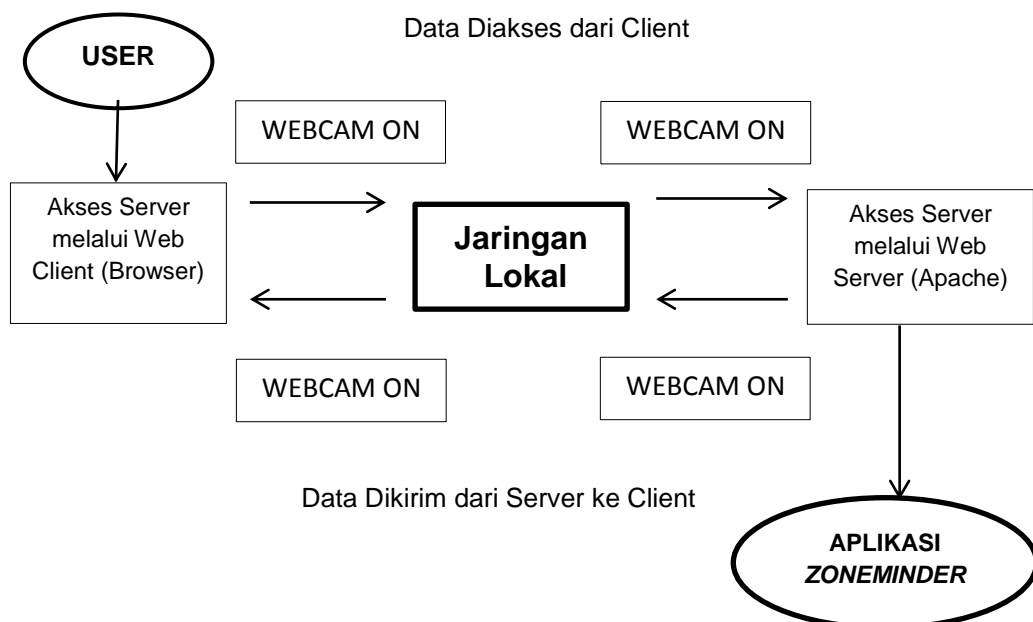 Data Diakses dari Client
USER
WEBCAM ON
WEBCAM ON
Akses Server
melalui Web
Client (Browser)
Jaringan
Lokal
Akses Server
melalui Web
Server (Apache)
WEBCAM ON
WEBCAM ON
Data Dikirim dari Server ke Client
APLIKASI
ZONEMINDER